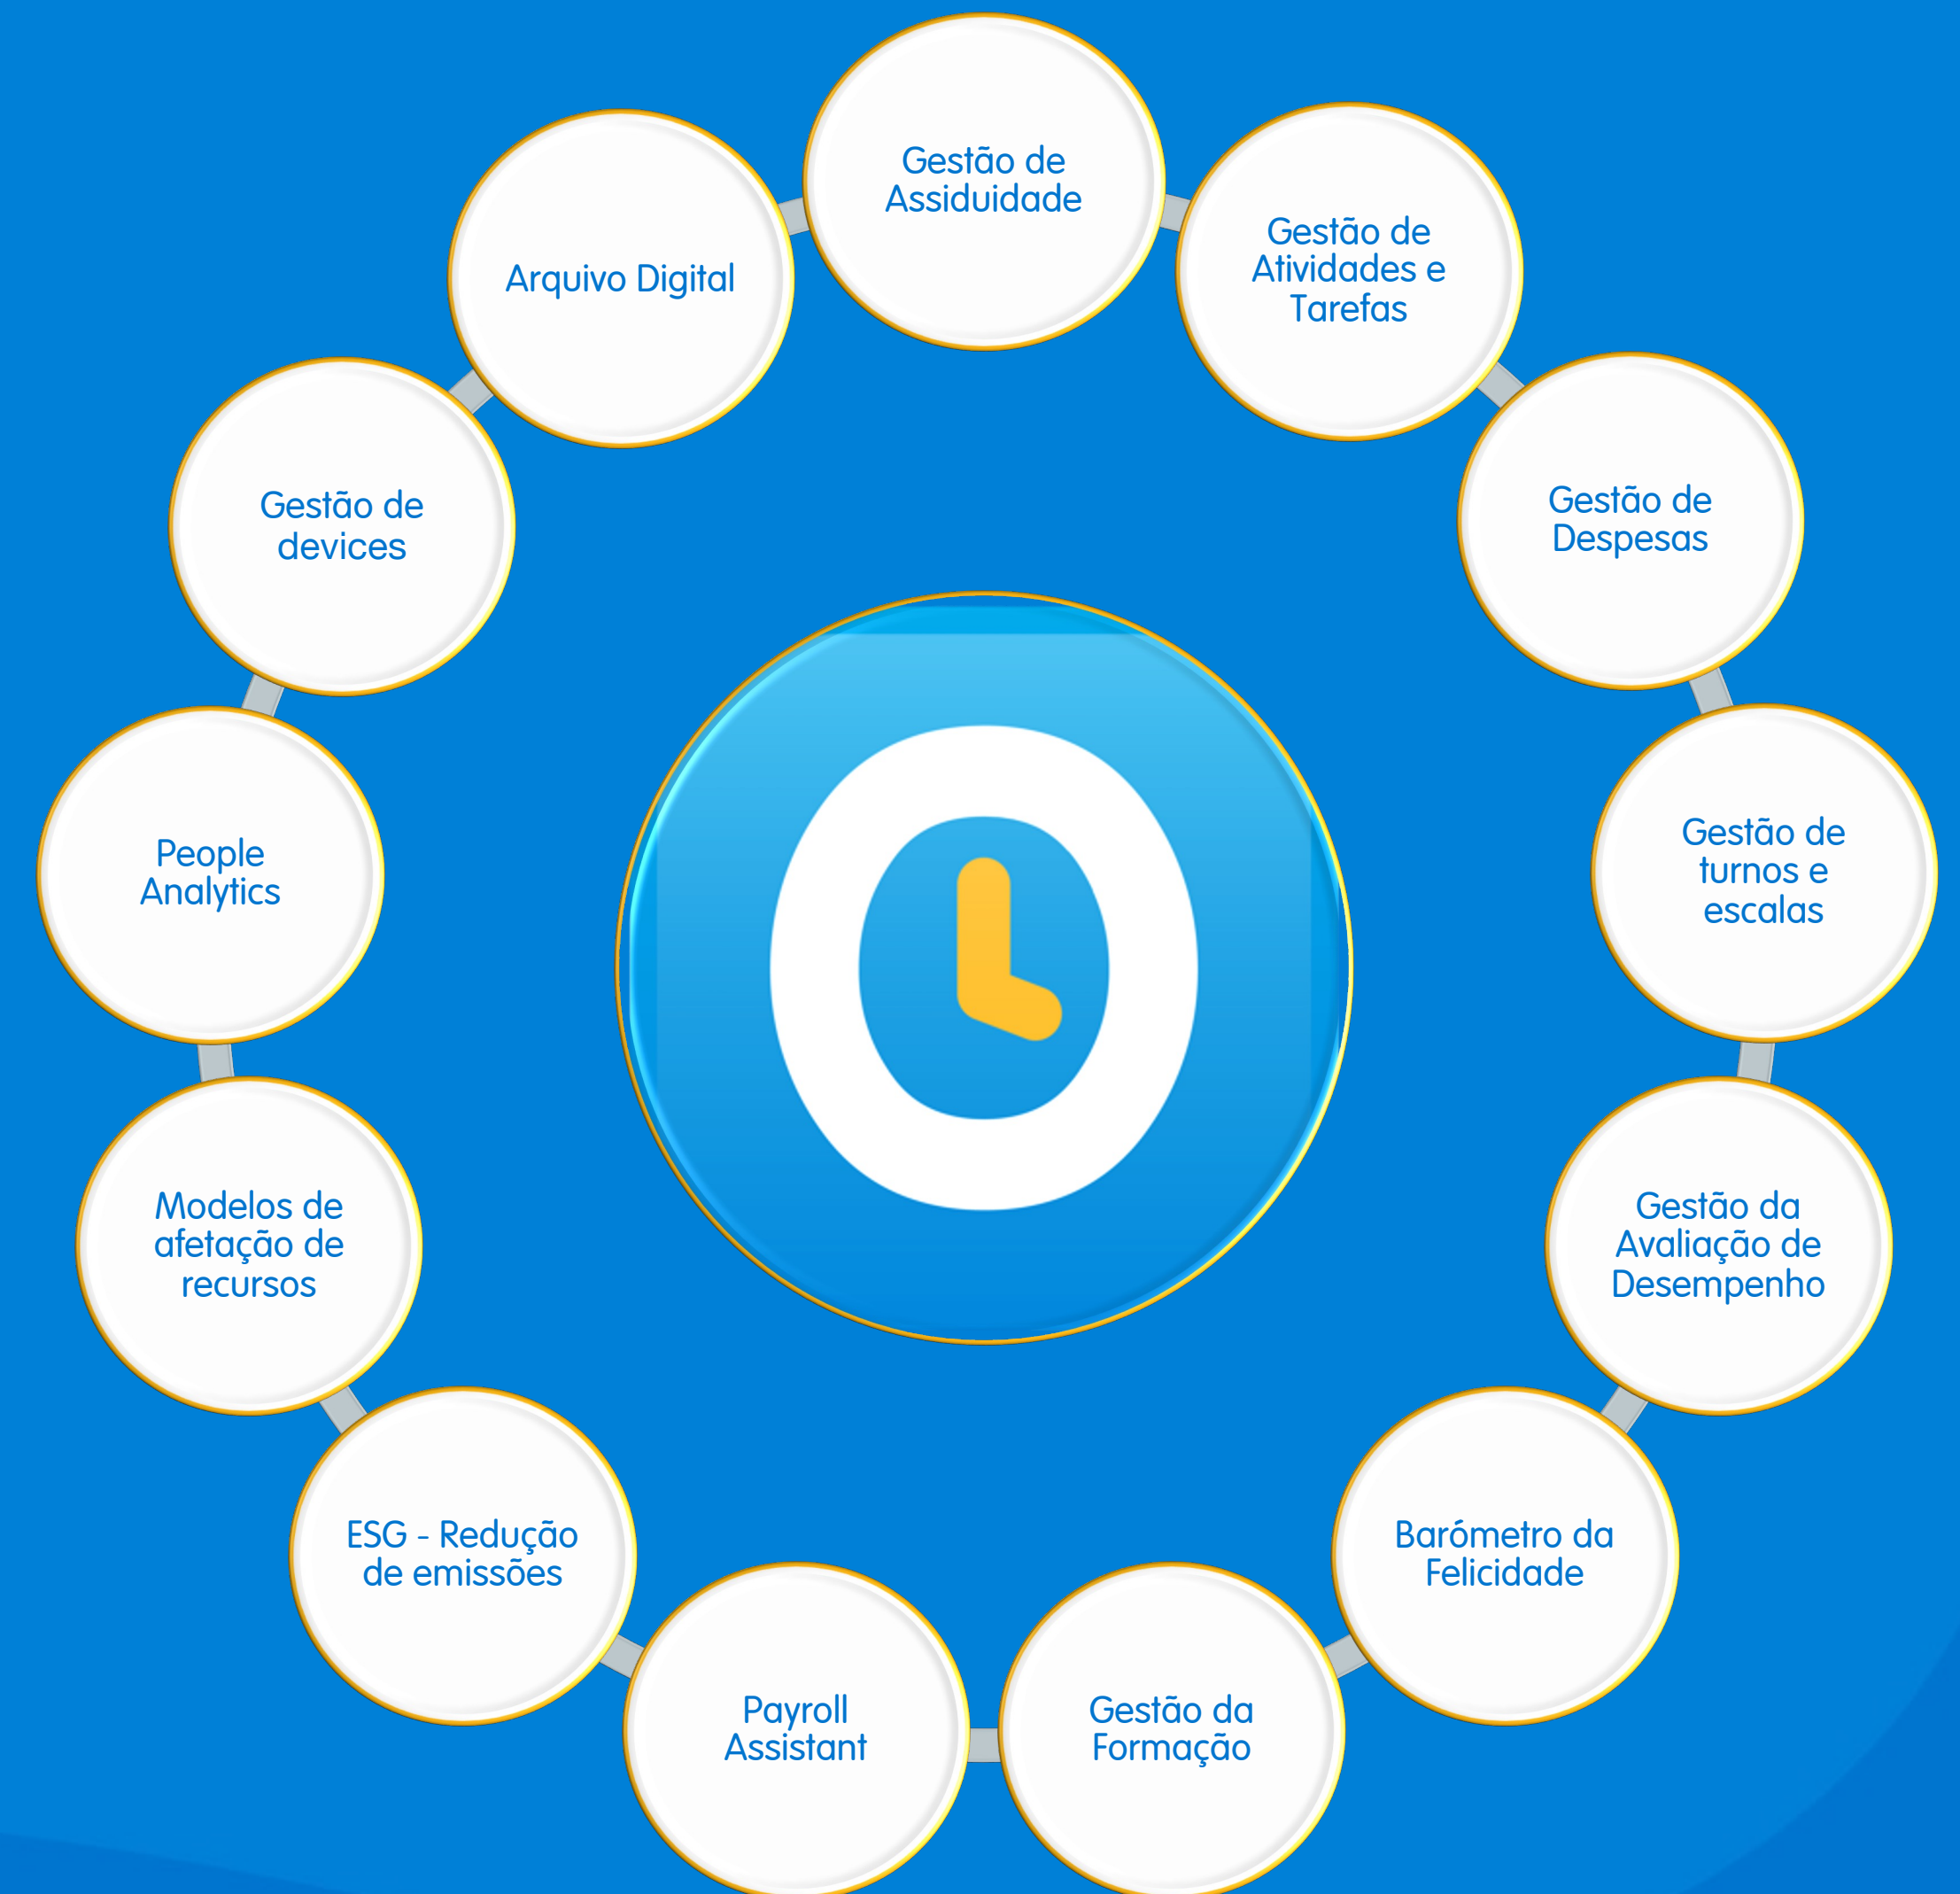 Gestão de
Assiduidade
Gestão de
Atividades e
Tarefas
Gestão de
Despesas
Gestão de
turnos e
escalas
Gestão da
Avaliação de
Desempenho
Barómetro da
Felicidade
Gestão da
Formação
Payroll
Assistant
ESG - Redução
de emissões
Modelos de
afetação de
recursos
People
Analytics
Gestão de
devices
Arquivo Digital